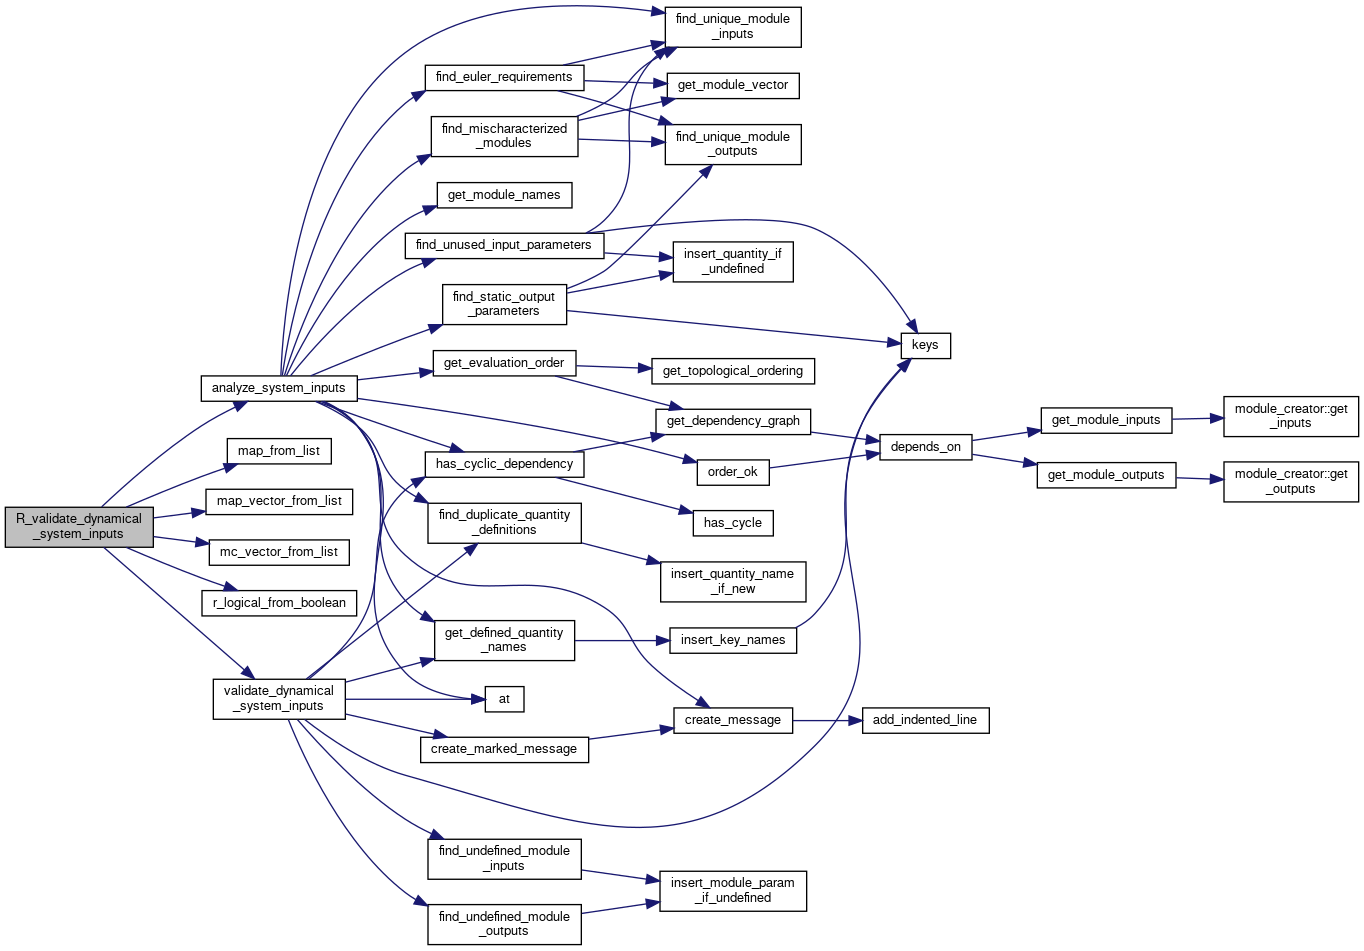 R_validate_dynamical
_system_inputs
analyze_system_inputs
map_from_list
map_vector_from_list
mc_vector_from_list
r_logical_from_boolean
validate_dynamical
_system_inputs
find_euler_requirements
find_mischaracterized
_modules
get_module_names
find_unused_input_parameters
find_static_output
_parameters
get_evaluation_order
has_cyclic_dependency
find_duplicate_quantity
_definitions
get_defined_quantity
_names
at
create_marked_message
find_undefined_module
_inputs
find_undefined_module
_outputs
find_unique_module
_inputs
get_module_vector
find_unique_module
_outputs
insert_quantity_if
_undefined
get_topological_ordering
get_dependency_graph
order_ok
has_cycle
insert_quantity_name
_if_new
insert_key_names
create_message
insert_module_param
_if_undefined
keys
depends_on
add_indented_line
get_module_inputs
get_module_outputs
module_creator::get
_inputs
module_creator::get
_outputs